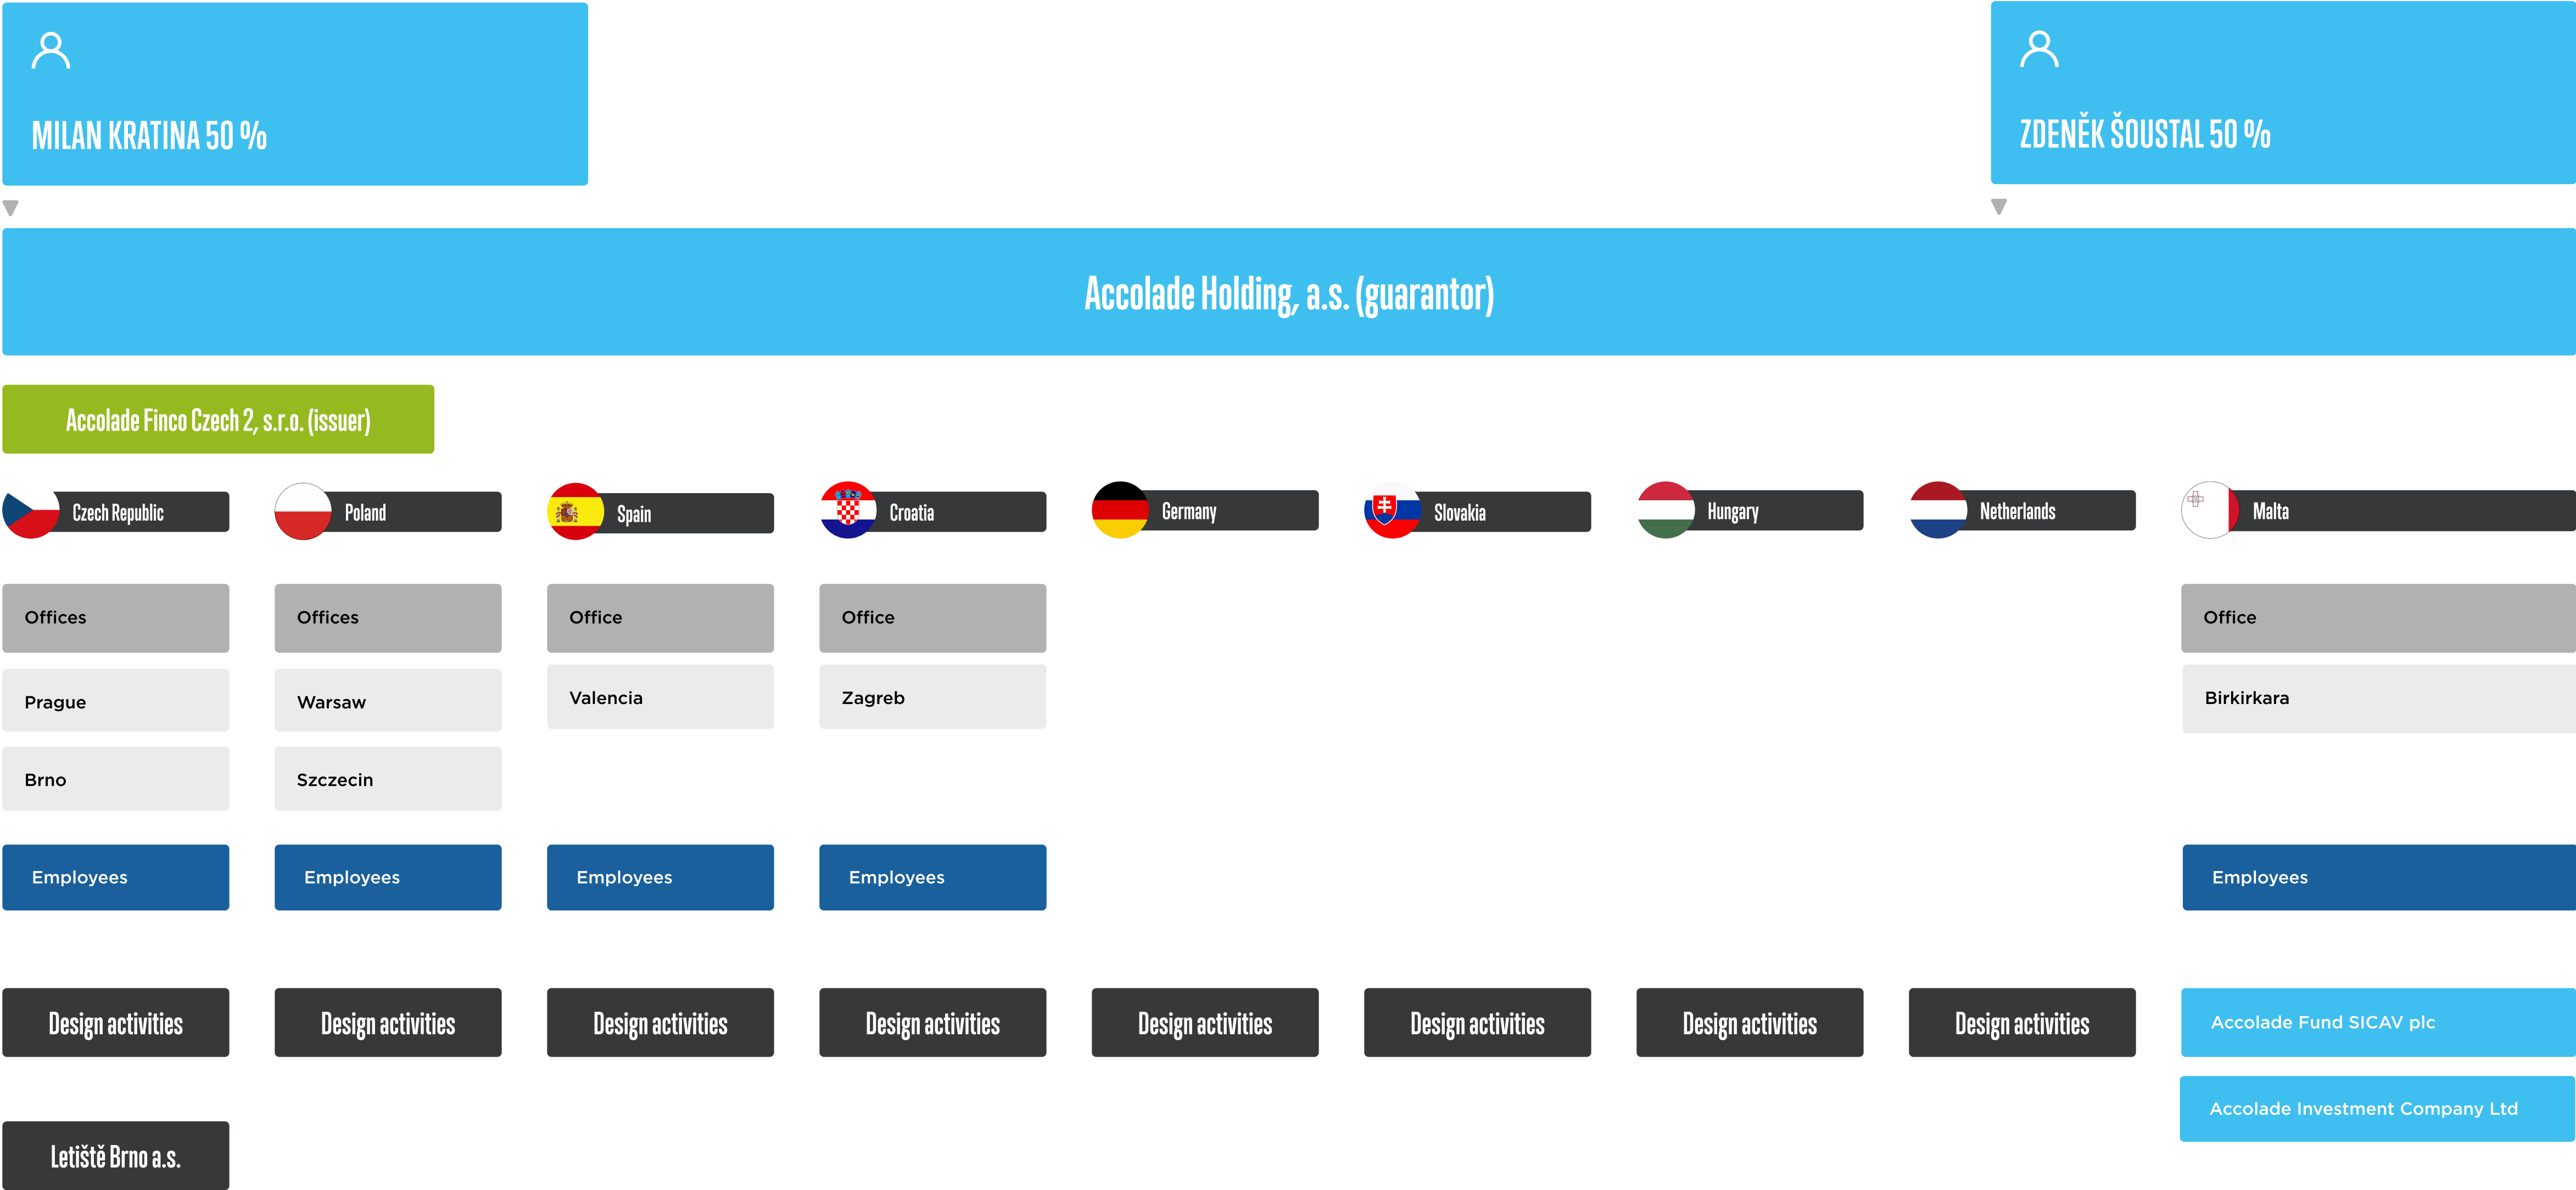 MILAN KRATINA 50 %
ZDENĚK ŠOUSTAL 50 %
Accolade Holding, a.s. (guarantor)
Accolade Finco Czech 2, s.r.o. (issuer)
Czech Republic
Poland
Spain
Croatia
Germany
Slovakia
Hungary
Netherlands
Malta
Offices
Offices
Office
Office
Office
Prague
Warsaw
Valencia
Zagreb
Birkirkara
Brno
Szczecin
Employees
Employees
Employees
Employees
Employees
Design activities
Design activities
Design activities
Design activities
Design activities
Design activities
Design activities
Design activities
Accolade Fund SICAV plc
Accolade Investment Company Ltd
Letiště Brno a.s.